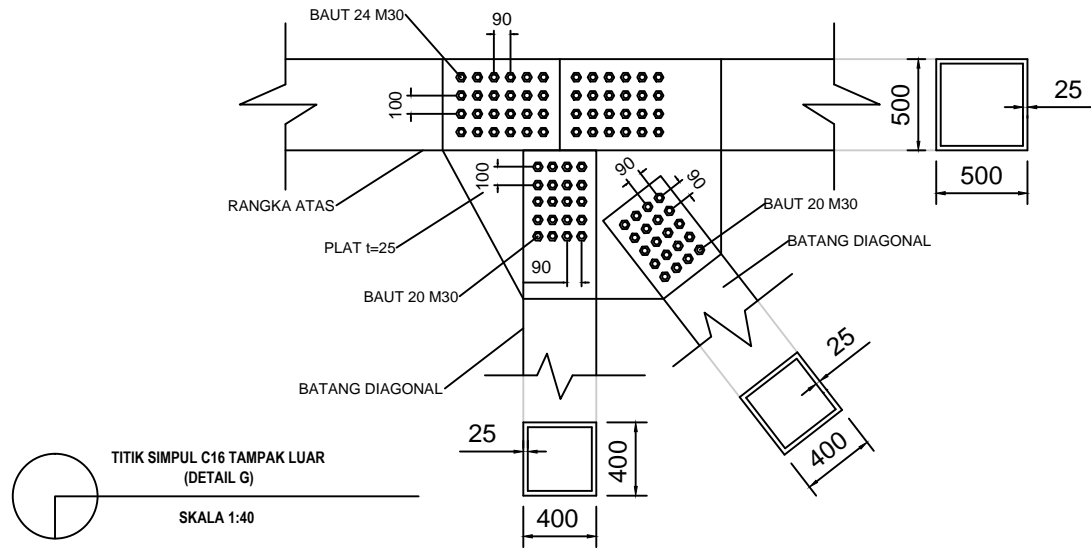 BAUT 24 M30
90
100
500
25
500
RANGKA ATAS
100
90
90
BAUT 20 M30
PLAT t=25
BATANG DIAGONAL
90
BAUT 20 M30
BATANG DIAGONAL
25
25
400
400
400
TITIK SIMPUL C16 TAMPAK LUAR
(DETAIL G)
SKALA 1:40